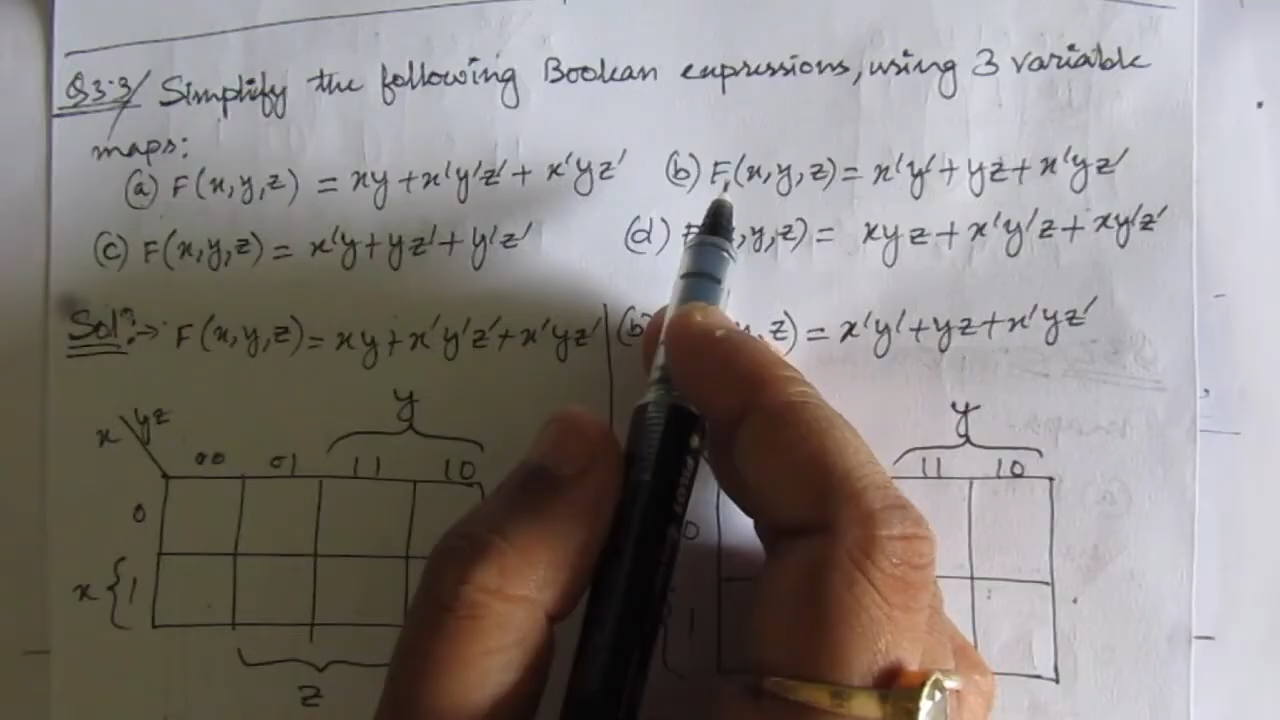 Q3.3/ Simplify the following Boolean expressions, using 3 variable
maps:
(a) F(x,y,z) = xy + x'y'z' + x'yz' (b) F(x,y,z) = x'y' + yz + x'yz'
(c) F(x,y,z) = x'y + yz' + y'z' (d) ,y,z) = xyz + x'y'z + xy'z'
Sol?→ F(x,y,z) = xy + x'y'z' + x'yz' (b) ,z) = x'y' + yz + x'yz'
y y
x yz
00 01 11 10 11 10
0 0
x { 1 1
z